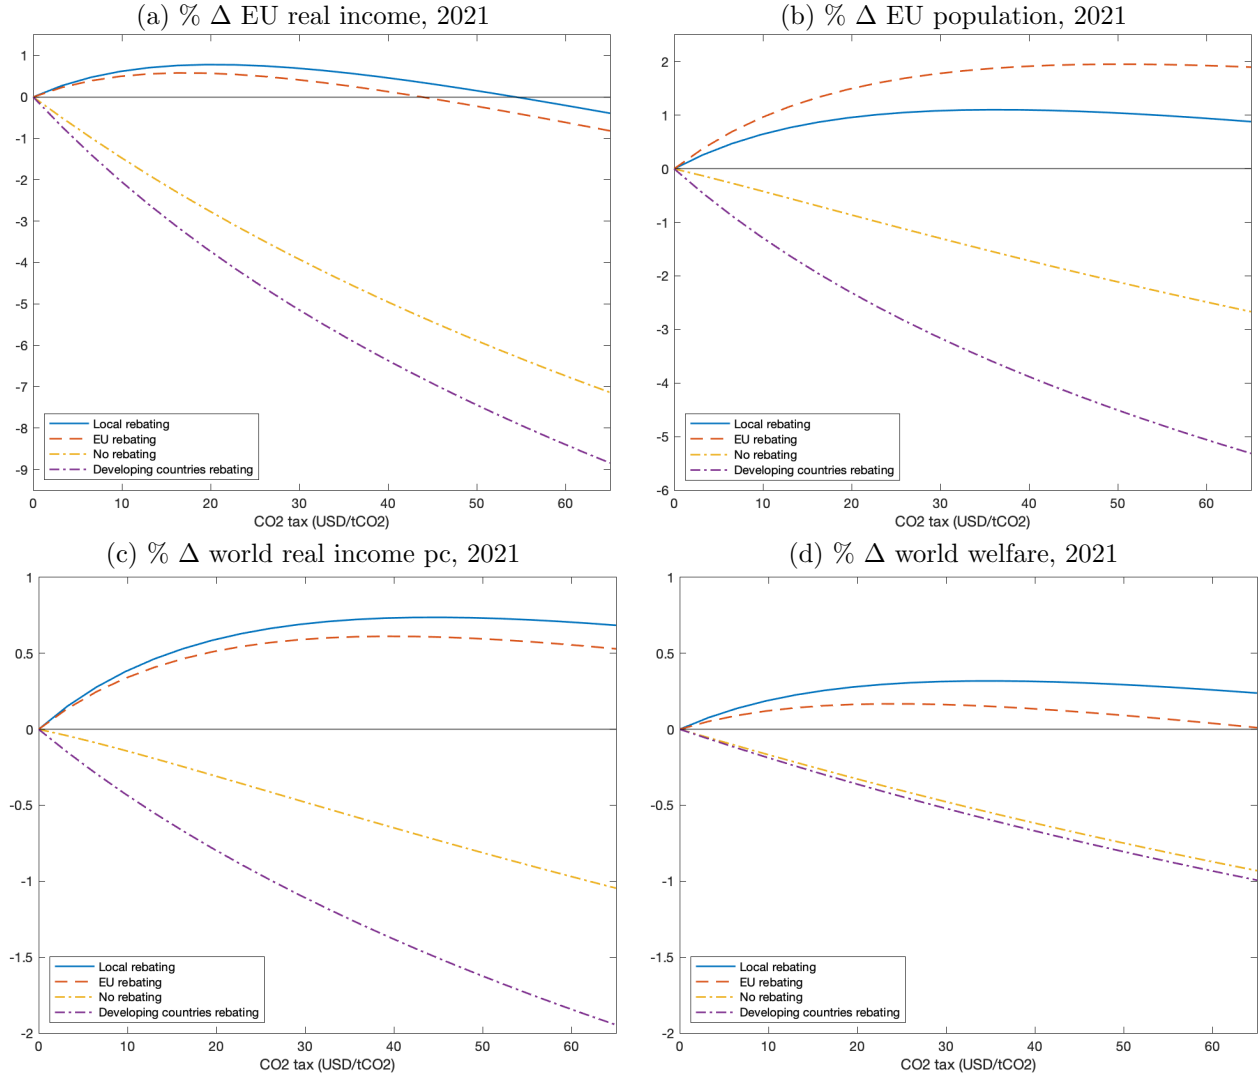 (a) % Δ EU real income, 2021
1
0
-1
-2
-3
-4
-5
-6
-7
-8
-9
Local rebating
EU rebating
No rebating
Developing countries rebating
0 10 20 30 40 50 60
CO2 tax (USD/tCO2)
(b) % Δ EU population, 2021
2
1
0
-1
-2
-3
-4
-5
-6
Local rebating
EU rebating
No rebating
Developing countries rebating
0 10 20 30 40 50 60
CO2 tax (USD/tCO2)
(c) % Δ world real income pc, 2021
1
0.5
0
-0.5
-1
-1.5
-2
Local rebating
EU rebating
No rebating
Developing countries rebating
0 10 20 30 40 50 60
CO2 tax (USD/tCO2)
(d) % Δ world welfare, 2021
1
0.5
0
-0.5
-1
-1.5
-2
Local rebating
EU rebating
No rebating
Developing countries rebating
0 10 20 30 40 50 60
CO2 tax (USD/tCO2)